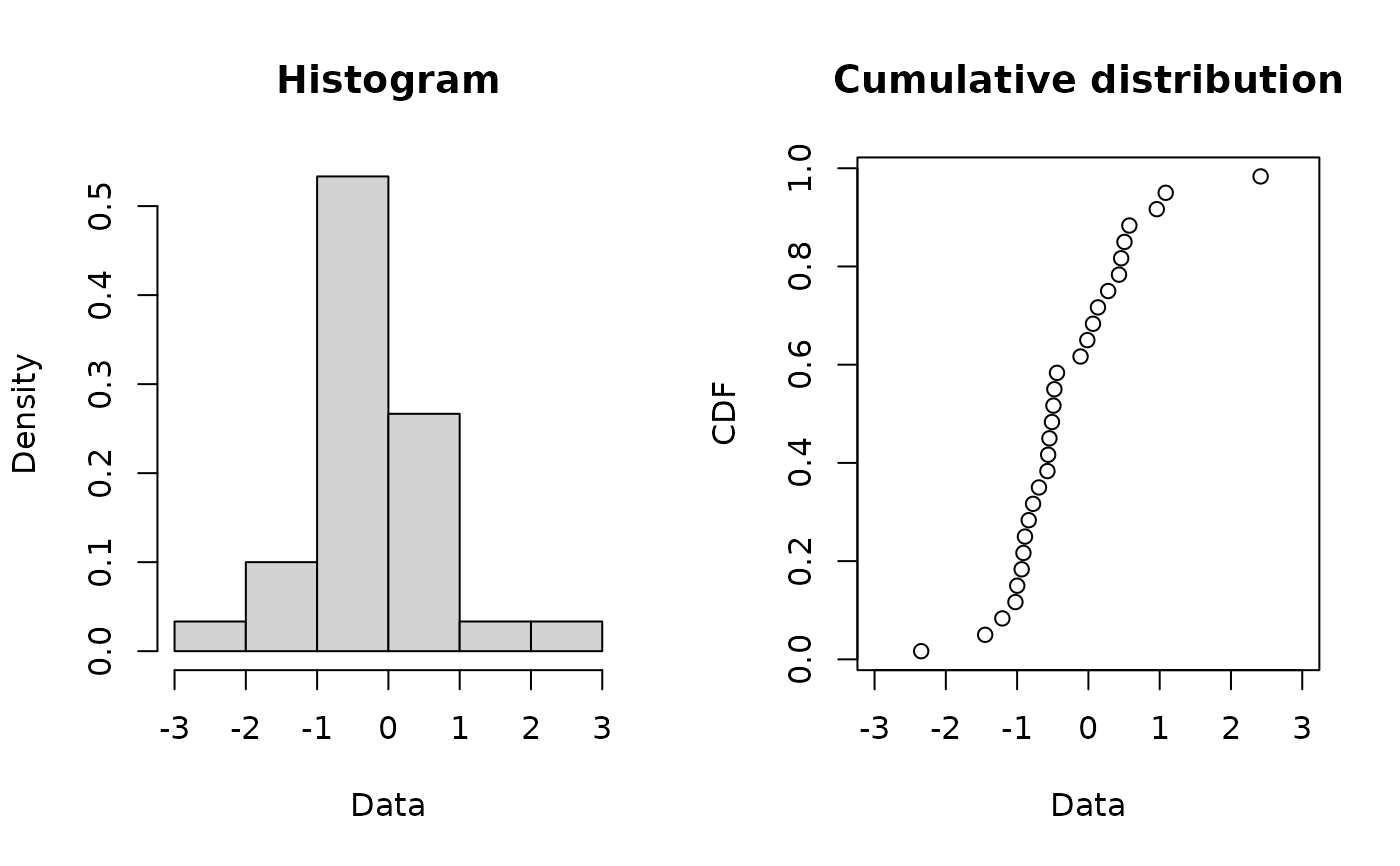 Histogram
Density
0.0 0.1 0.2 0.3 0.4 0.5
-3 -2 -1 0 1 2 3
Data
Cumulative distribution
CDF
0.0 0.2 0.4 0.6 0.8 1.0
-3 -2 -1 0 1 2 3
Data